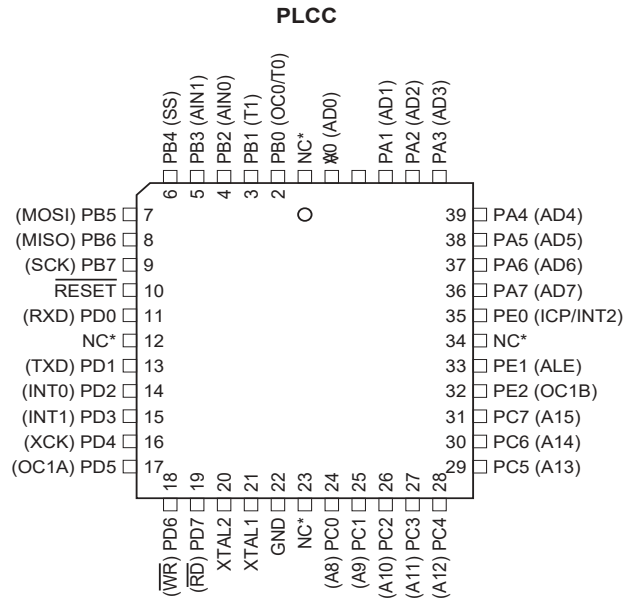 PLCC
PB4 (SS)
PB3 (AIN1)
PB2 (AIN0)
PB1 (T1)
PB0 (OC0/T0)
NC*
A0 (AD0)
PA1 (AD1)
PA2 (AD2)
PA3 (AD3)
6
5
4
3
2
(MOSI) PB5 7
(MISO) PB6 8
(SCK) PB7 9
RESET 10
(RXD) PD0 11
NC* 12
(TXD) PD1 13
(INT0) PD2 14
(INT1) PD3 15
(XCK) PD4 16
(OC1A) PD5 17
39 PA4 (AD4)
38 PA5 (AD5)
37 PA6 (AD6)
36 PA7 (AD7)
35 PE0 (ICP/INT2)
34 NC*
33 PE1 (ALE)
32 PE2 (OC1B)
31 PC7 (A15)
30 PC6 (A14)
29 PC5 (A13)
18
19
20
21
22
23
24
25
26
27
28
(WR) PD6
(RD) PD7
XTAL2
XTAL1
GND
NC*
(A8) PC0
(A9) PC1
(A10) PC2
(A11) PC3
(A12) PC4